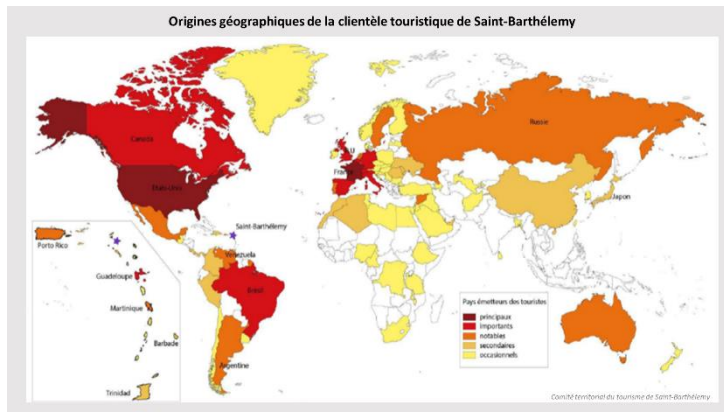 Origines géographiques de la clientèle touristique de Saint-Barthélemy
Canada
Etats-Unis
R.U
France
Russie
Japon
Saint-Barthélemy
Porto Rico
Venezuela
Guadeloupe
Brésil
Martinique
Barbade
Argentine
Trinidad
Pays émetteurs des touristes
principaux
importants
notables
secondaires
occasionnels
Comité territorial du tourisme de Saint-Barthélemy